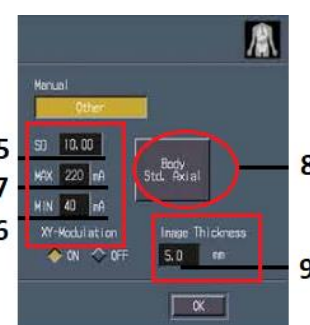 Manual
Other
5 SD 10.00
7 MAX 220 mA
6 MIN 40 mA
XY-Modulation
ON OFF
Body
Std. Axial
8
Image Thickness
5.0 mm
9
OK